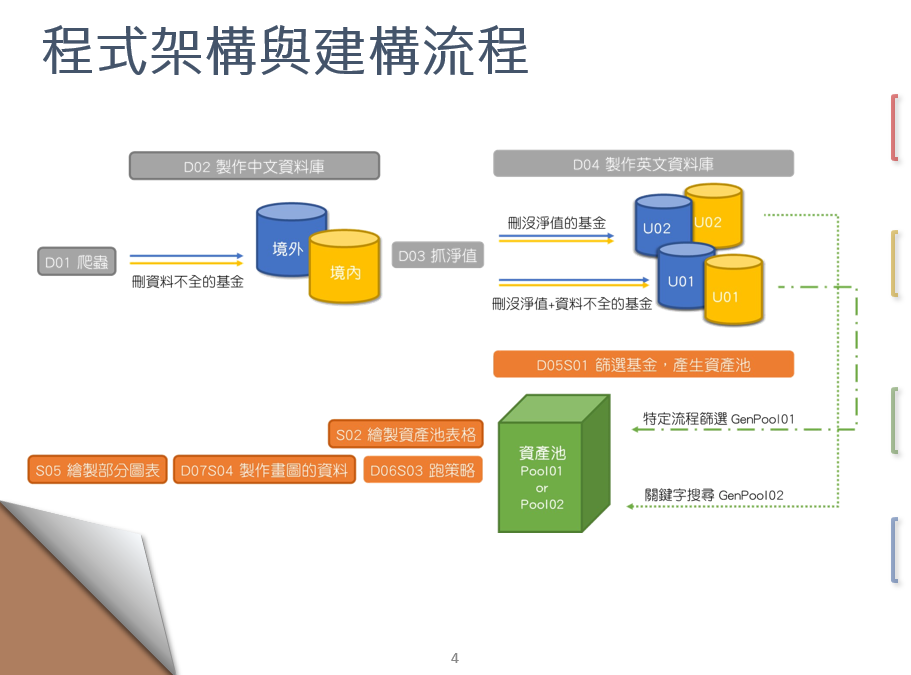 程式架構與建構流程
D02 製作中文資料庫
D04 製作英文資料庫
D01 爬蟲
刪資料不全的基金
境外
境內
D03 抓淨值
刪沒淨值的基金
刪沒淨值+資料不全的基金
U02
U02
U01
U01
D05S01 篩選基金，產生資產池
特定流程篩選 GenPool01
關鍵字搜尋 GenPool02
資產池
Pool01
or
Pool02
S02 繪製資產池表格
S05 繪製部分圖表
D07S04 製作畫圖的資料
D06S03 跑策略
4